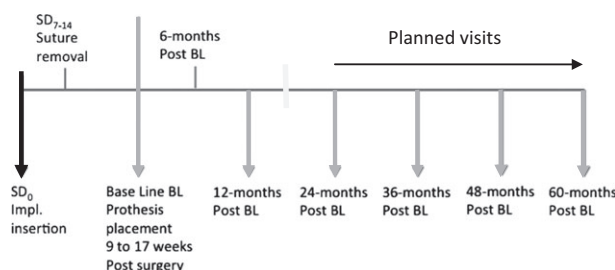 SD7-14
Suture
removal
6-months
Post BL
Planned visits
SD0
Impl.
insertion
Base Line BL
Prothesis
placement
9 to 17 weeks
Post surgery
12-months
Post BL
24-months
Post BL
36-months
Post BL
48-months
Post BL
60-months
Post BL